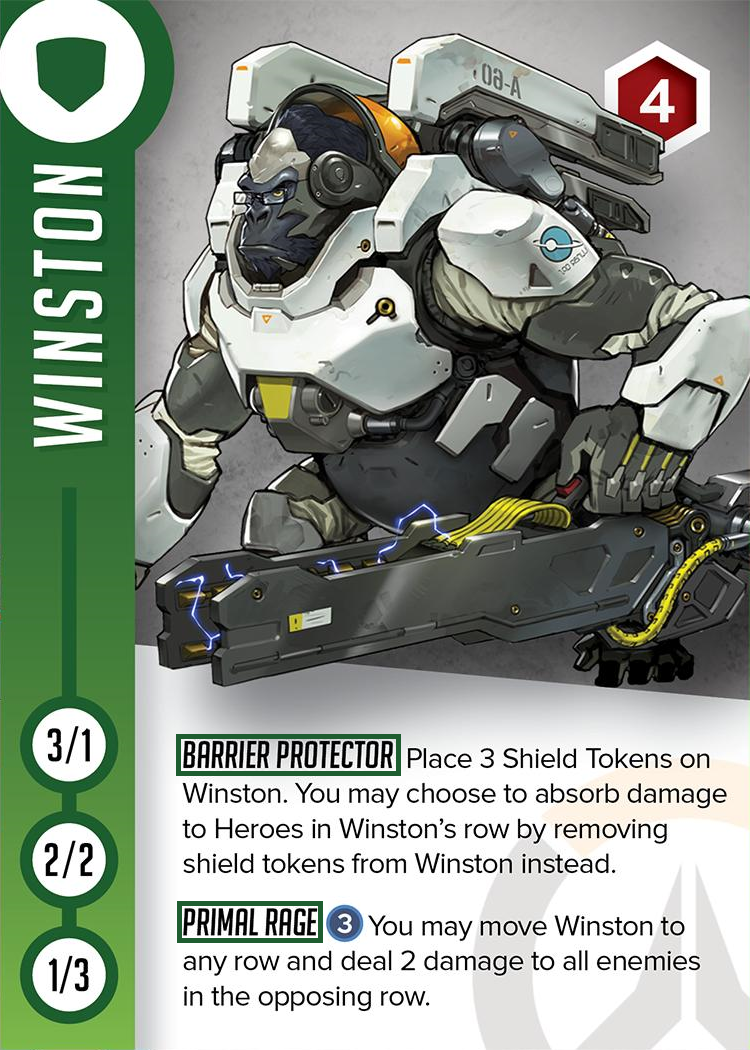 WINSTON
4
A-60
3/1
2/2
1/3
BARRIER PROTECTOR Place 3 Shield Tokens on
Winston. You may choose to absorb damage
to Heroes in Winston's row by removing
shield tokens from Winston instead.
PRIMAL RAGE 3 You may move Winston to
any row and deal 2 damage to all enemies
in the opposing row.